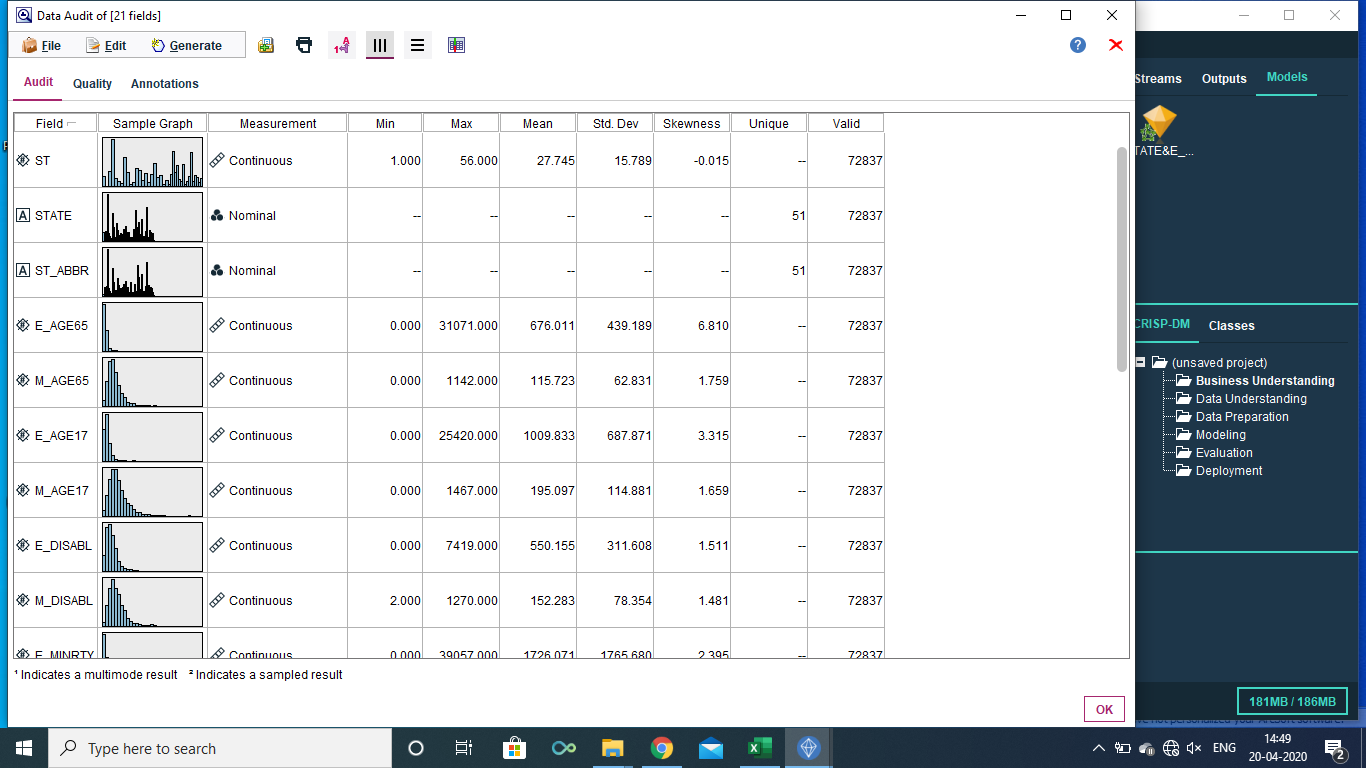 Data Audit of [21 fields]
File Edit Generate
Audit Quality Annotations
Field Sample Graph Measurement Min Max Mean Std. Dev Skewness Unique Valid
ST Continuous 1.000 56.000 27.745 15.789 -0.015 -- 72837
STATE Nominal -- -- -- -- -- 51 72837
ST_ABBR Nominal -- -- -- -- -- 51 72837
E_AGE65 Continuous 0.000 31071.000 676.011 439.189 6.810 -- 72837
M_AGE65 Continuous 0.000 1142.000 115.723 62.831 1.759 -- 72837
E_AGE17 Continuous 0.000 25420.000 1009.833 687.871 3.315 -- 72837
M_AGE17 Continuous 0.000 1467.000 195.097 114.881 1.659 -- 72837
E_DISABL Continuous 0.000 7419.000 550.155 311.608 1.511 -- 72837
M_DISABL Continuous 2.000 1270.000 152.283 78.354 1.481 -- 72837
E_MINRTY Continuous 0.000 39057.000 1726.071 1765.680 2.395 -- 72837
¹ Indicates a multimode result ² Indicates a sampled result
OK
Streams Outputs Models
TATE&E_...
CRISP-DM Classes
(unsaved project)
Business Understanding
Data Understanding
Data Preparation
Modeling
Evaluation
Deployment
181MB / 186MB
Type here to search
ENG
14:49
20-04-2020
2